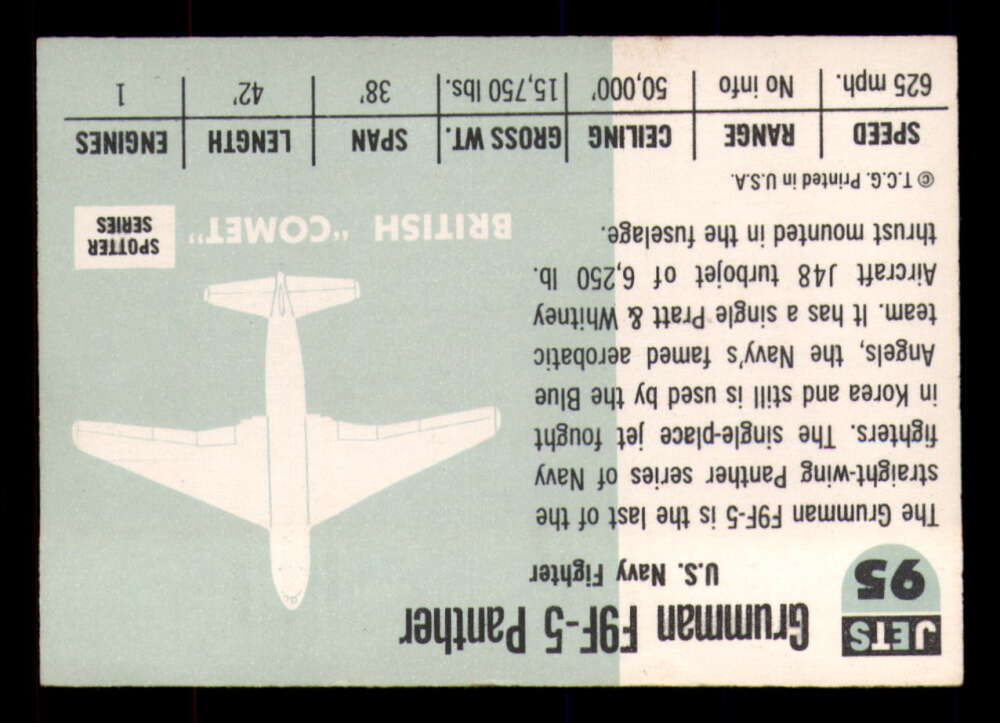 JETS
95
Grumman F9F-5 Panther
U.S. Navy Fighter
The Grumman F9F-5 is the last of the
straight-wing Panther series of Navy
fighters. The single-place jet fought
in Korea and still is used by the Blue
Angels, the Navy's famed aerobatic
team. It has a single Pratt & Whitney
Aircraft J48 turbojet of 6,250 lb.
thrust mounted in the fuselage.
© T.C.G. Printed in U.S.A.
BRITISH "COMET"
SPOTTER
SERIES
SPEED RANGE CEILING GROSS WT. SPAN LENGTH ENGINES
625 mph. No info 50,000' 15,750 lbs. 38' 42' 1